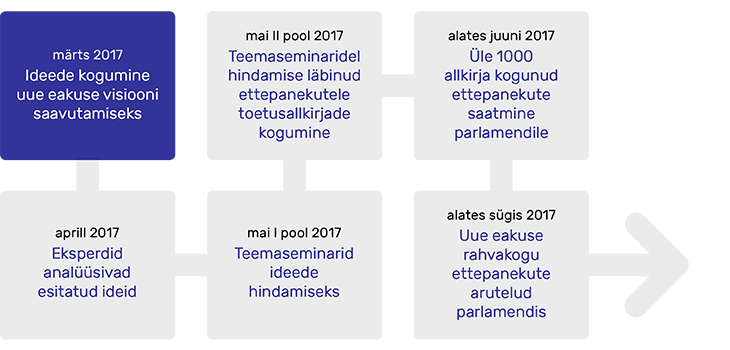 märts 2017
Ideede kogumine
uue eakuse visiooni
saavutamiseks
aprill 2017
Eksperdid
analüüsivad
esitatud ideid
mai I pool 2017
Teemaseminarid
ideede
hindamiseks
mai II pool 2017
Teemaseminaridel
hindamise läbinud
ettepanekutele
toetusallkirjade
kogumine
alates juuni 2017
Üle 1000
allkirja kogunud
ettepanekute
saatmine
parlamendile
alates sügis 2017
Uue eakuse
rahvakogu
ettepanekute
arutelud
parlamendis